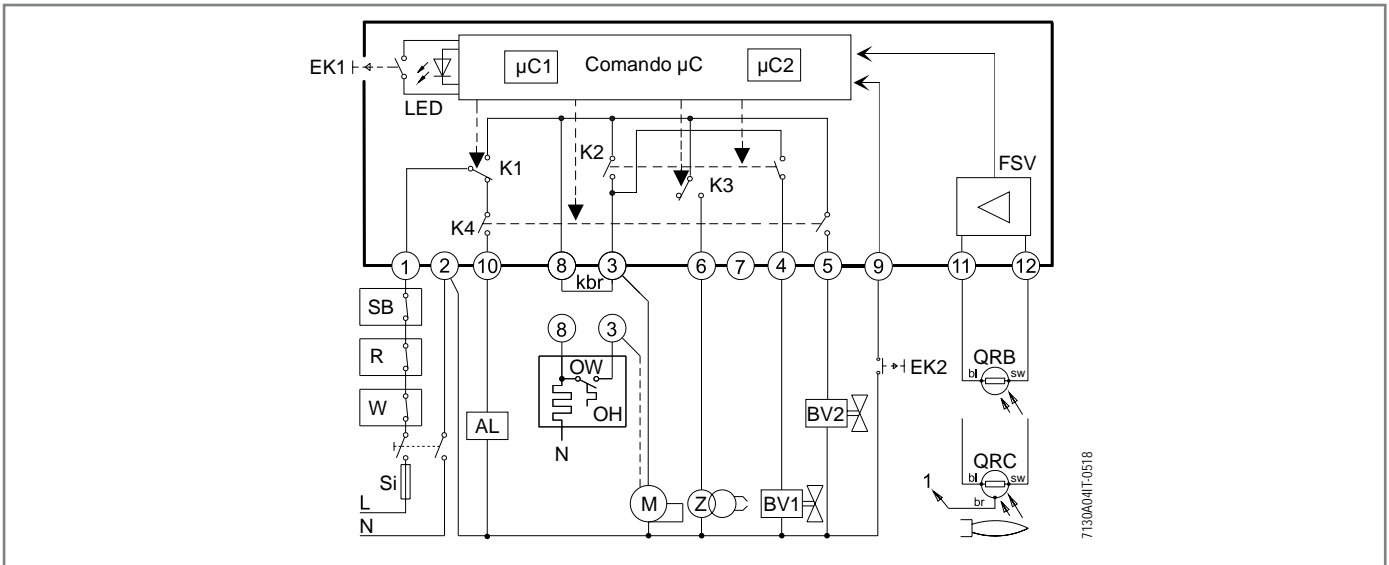 µC1 Comando µC µC2
EK1
LED
FSV
K1 K2 K3
K4
1 2 10 8 3 6 7 4 5 9 11 12
kbr
SB
8 3
R
OW
EK2
QRB
bl sw
W
OH
BV2
AL
N
QRC
bl sw
1
br
Si
L
M Z BV1
N
7130A04IT-0518